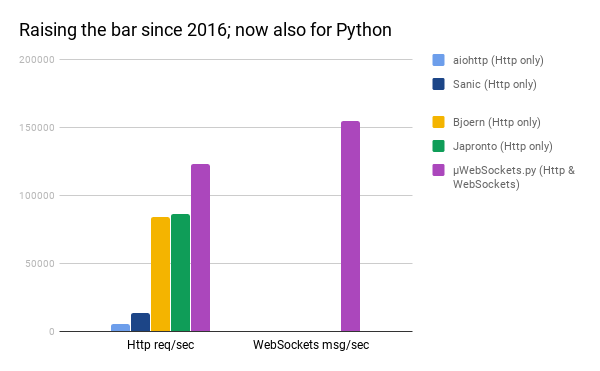 Raising the bar since 2016; now also for Python
200000
150000
100000
50000
0
Http req/sec
WebSockets msg/sec
aiohttp (Http only)
Sanic (Http only)
Bjoern (Http only)
Japronto (Http only)
µWebSockets.py (Http &
WebSockets)